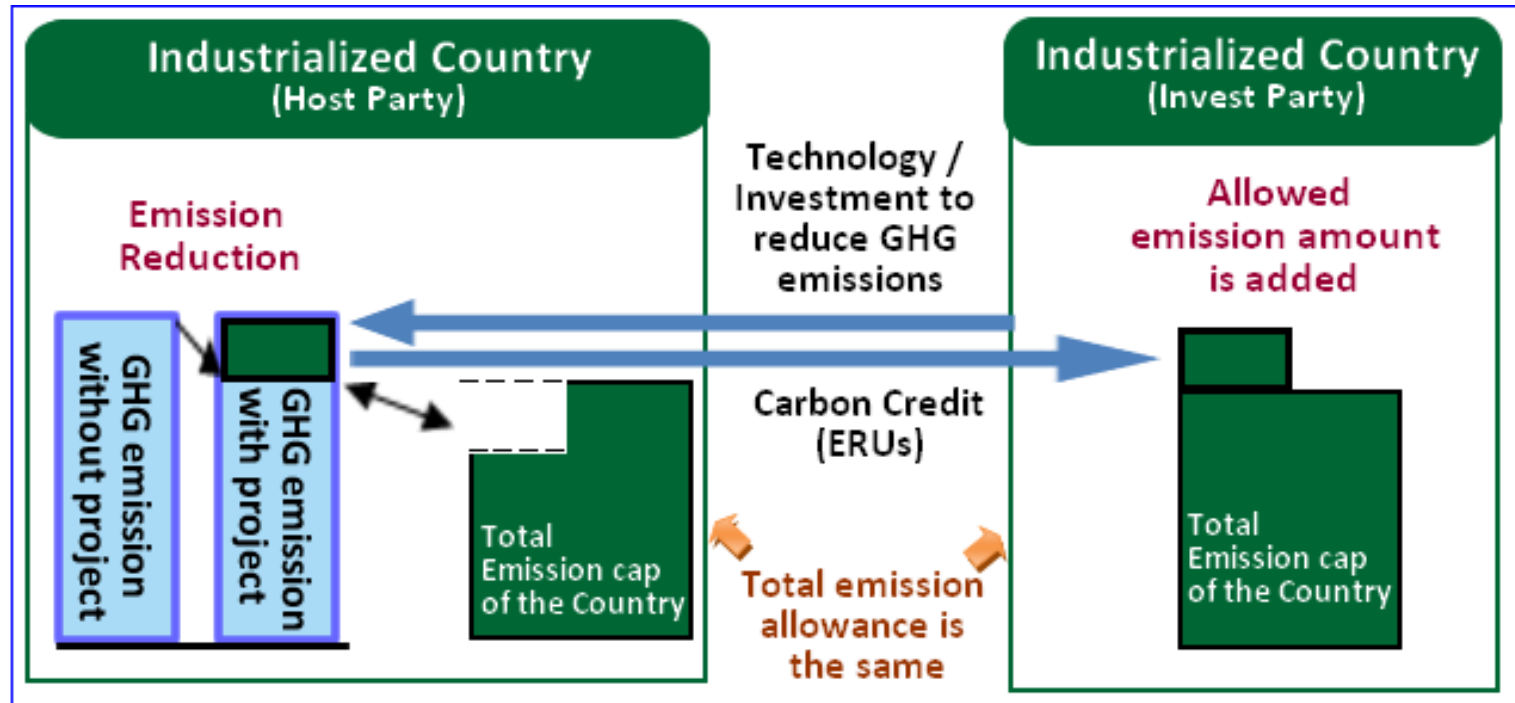 Industrialized Country
(Host Party)
Emission
Reduction
GHG emission
without project
GHG emission
with project
Total
Emission cap
of the Country
Technology /
Investment to
reduce GHG
emissions
Carbon Credit
(ERUs)
Total emission
allowance is
the same
Industrialized Country
(Invest Party)
Allowed
emission amount
is added
Total
Emission cap
of the Country